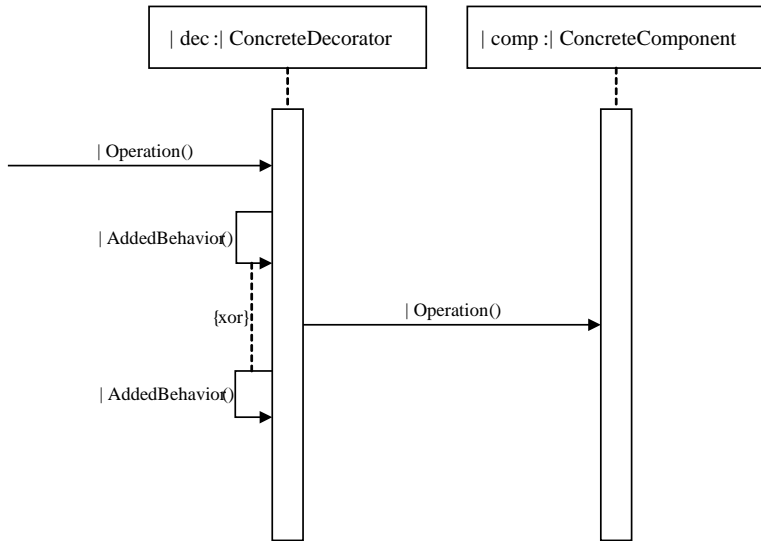 | dec :| ConcreteDecorator
| comp :| ConcreteComponent
| Operation()
| AddedBehavior()
{xor}
| Operation()
| AddedBehavior()